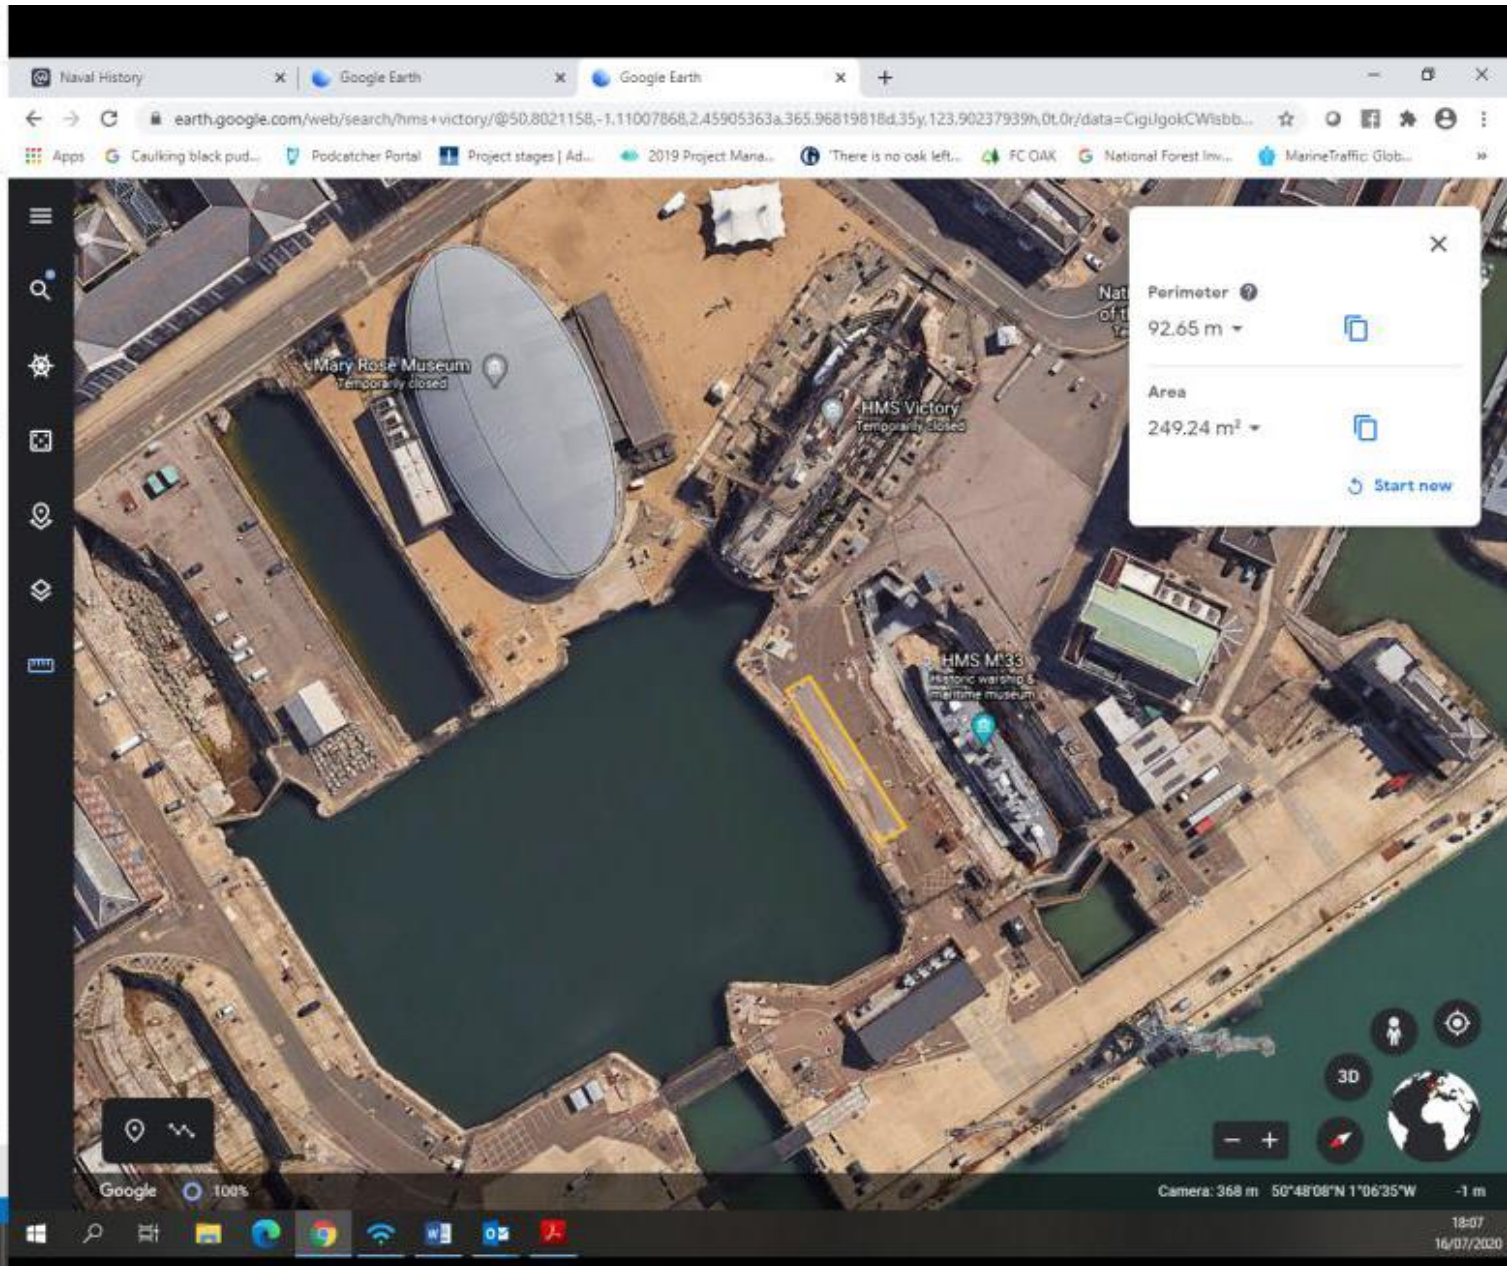 Naval History
Google Earth
Google Earth
earth.google.com/web/search/hms+victory/@50.8021158,-1.11007868,2.45905363a,365.96819818d,35y,123.90237939h,0t,0r/data=CigiJgokCWIsbb...
Apps
Caulking black pud...
Podcatcher Portal
Project stages | Ad...
2019 Project Mana...
'There is no oak left...
FC OAK
National Forest Inv...
MarineTraffic: Glob...
Perimeter
92.65 m
Area
249.24 m²
Start new
Nat
of t
Mary Rose Museum
Temporarily closed
HMS Victory
Temporarily closed
HMS M.33
Historic warship &
maritime museum
3D
Google
100%
Camera: 368 m 50°48'08"N 1°06'35"W -1 m
18:07
16/07/2020